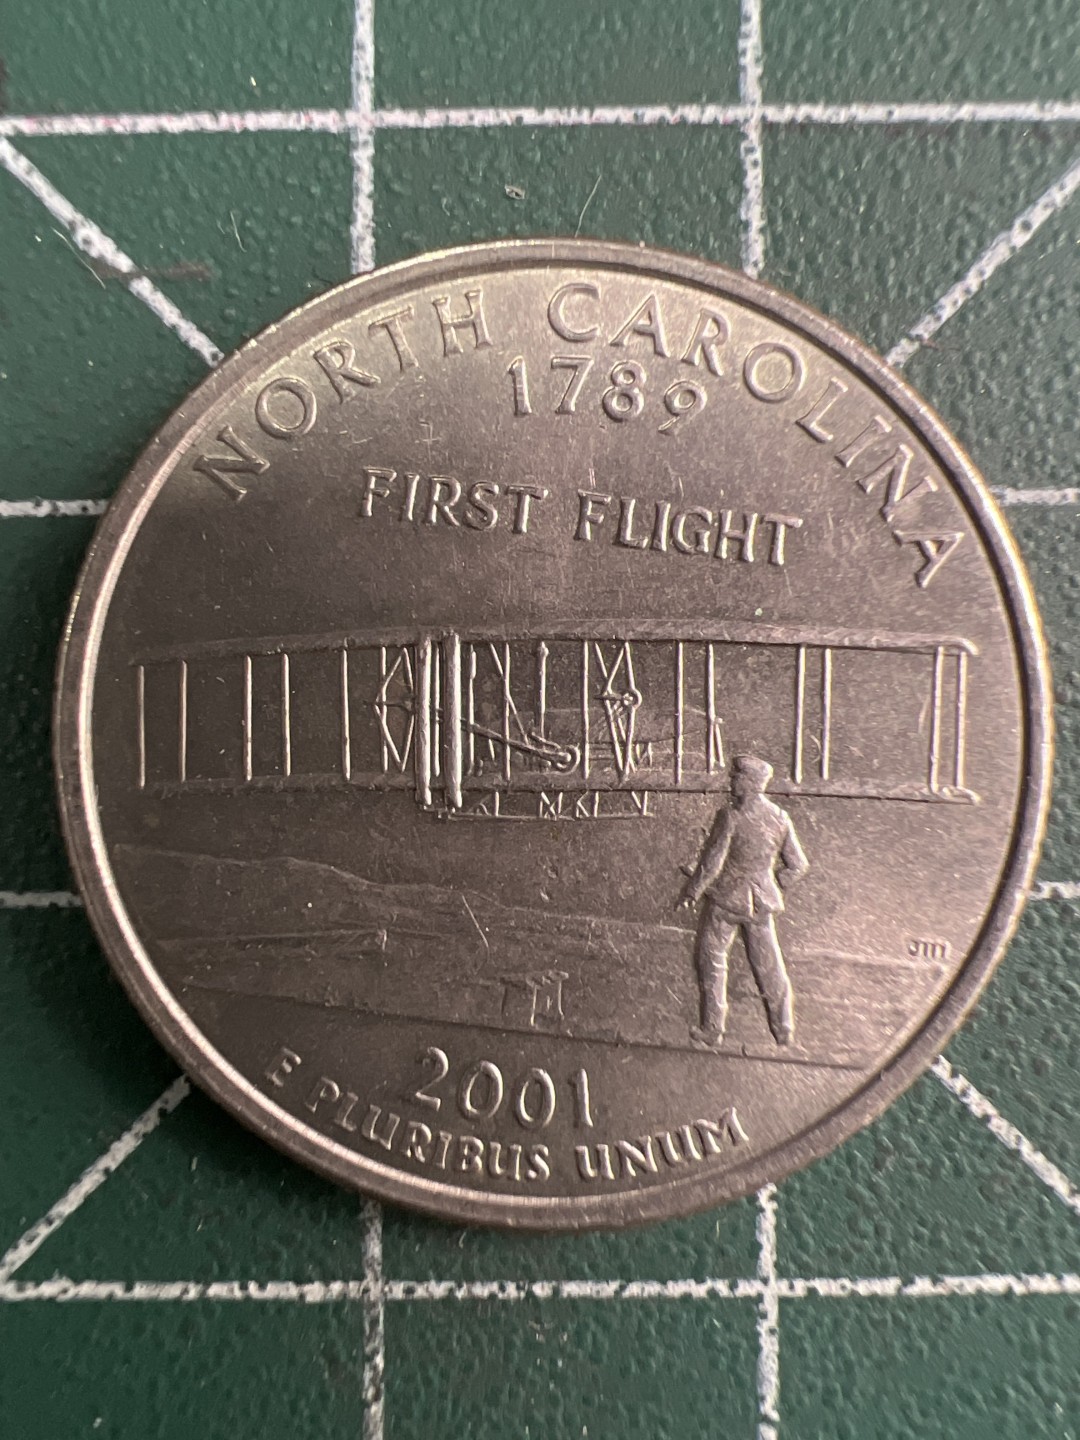 NORTH CAROLINA
1789
FIRST FLIGHT
2001
E PLURIBUS UNUM